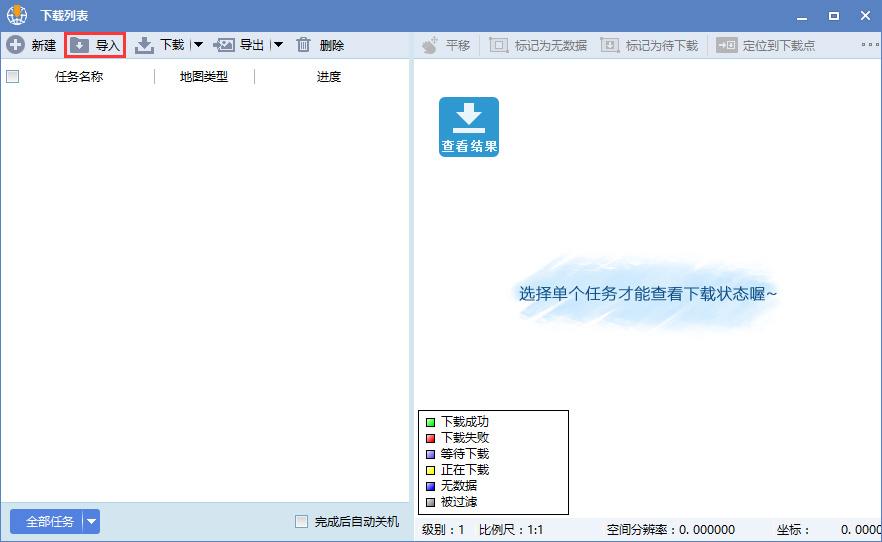 下载列表
新建 导入 下载 导出 删除
平移 标记为无数据 标记为待下载 定位到下载点
任务名称 地图类型 进度
查看结果
选择单个任务才能查看下载状态喔~
下载成功
下载失败
等待下载
正在下载
无数据
被过滤
全部任务 完成后自动关机
级别：1 比例尺：1:1 空间分辨率：0.000000 坐标： 0.0000